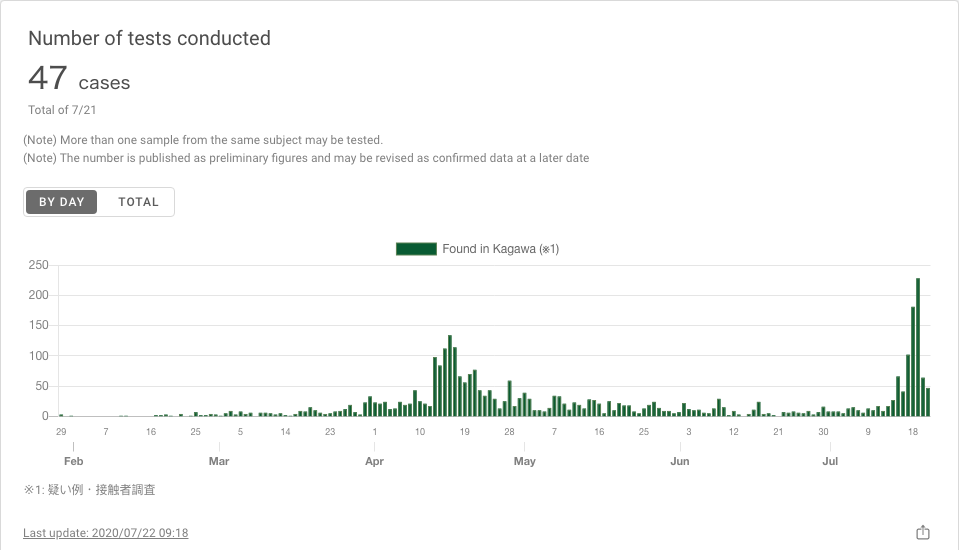 Number of tests conducted
47 cases
Total of 7/21
(Note) More than one sample from the same subject may be tested.
(Note) The number is published as preliminary figures and may be revised as confirmed data at a later date
BY DAY TOTAL
Found in Kagawa (※1)
250
200
150
100
50
0
29 7 16 25 5 14 23 1 10 19 28 7 16 25 3 12 21 30 9 18
Feb Mar Apr May Jun Jul
※1: 疑い例・接触者調査
Last update: 2020/07/22 09:18